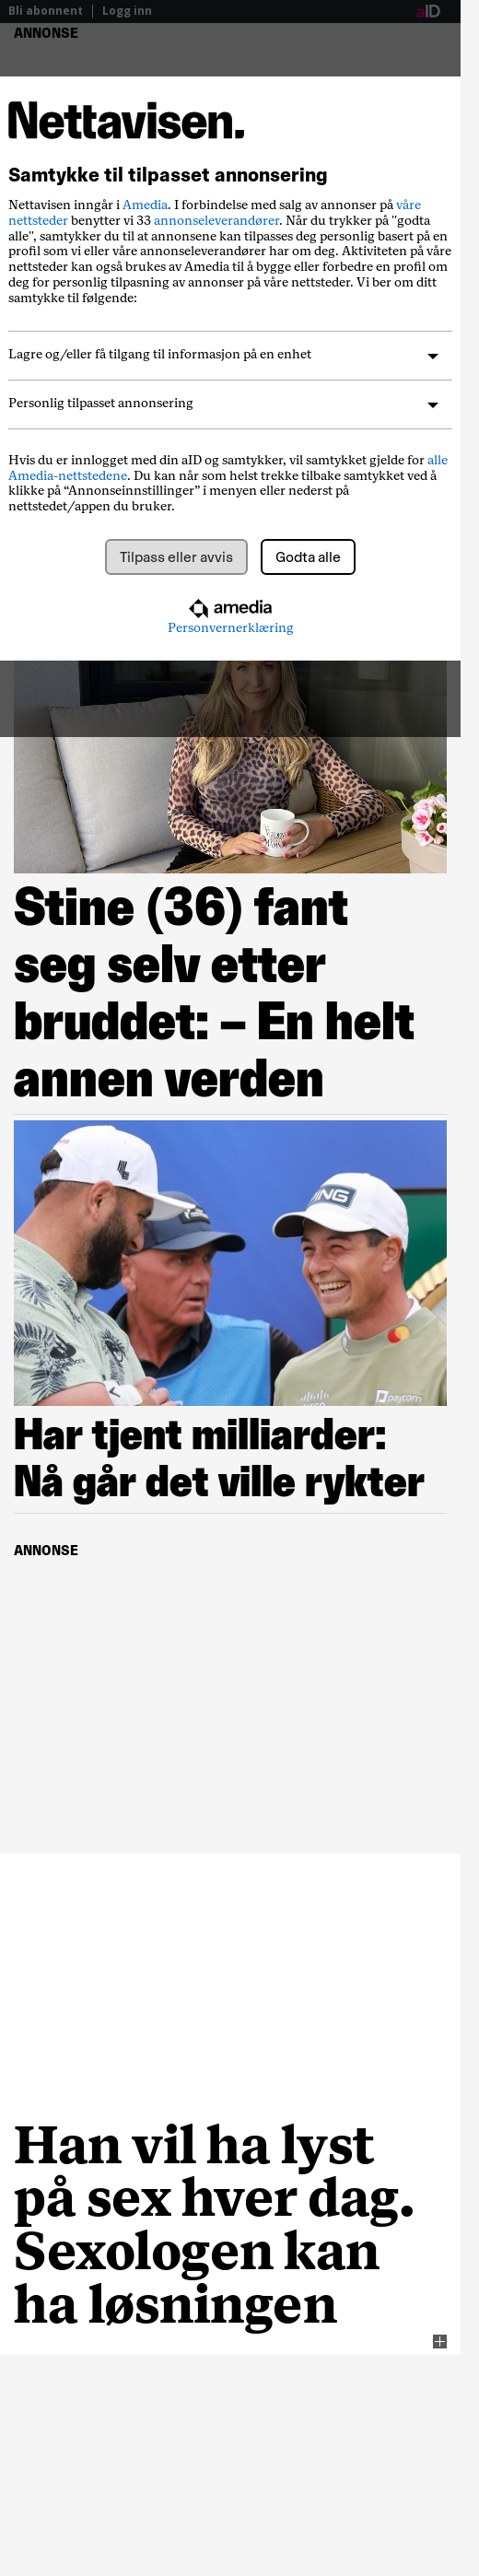 Bli abonnent
Logg inn
aID
ANNONSE
Nettavisen.
Samtykke til tilpasset annonsering
Nettavisen inngår i Amedia. I forbindelse med salg av annonser på våre
nettsteder benytter vi 33 annonseleverandører. Når du trykker på "godta
alle", samtykker du til at annonsene kan tilpasses deg personlig basert på en
profil som vi eller våre annonseleverandører har om deg. Aktiviteten på våre
nettsteder kan også brukes av Amedia til å bygge eller forbedre en profil om
deg for personlig tilpasning av annonser på våre nettsteder. Vi ber om ditt
samtykke til følgende:
Lagre og/eller få tilgang til informasjon på en enhet
Personlig tilpasset annonsering
Hvis du er innlogget med din aID og samtykker, vil samtykket gjelde for alle
Amedia-nettstedene. Du kan når som helst trekke tilbake samtykket ved å
klikke på “Annonseinnstillinger” i menyen eller nederst på
nettstedet/appen du bruker.
Tilpass eller avvis
Godta alle
amedia
Personvernerklæring
Stine (36) fant
seg selv etter
bruddet: – En helt
annen verden
PING
paycom
Har tjent milliarder:
Nå går det ville rykter
ANNONSE
Han vil ha lyst
på sex hver dag.
Sexologen kan
ha løsningen